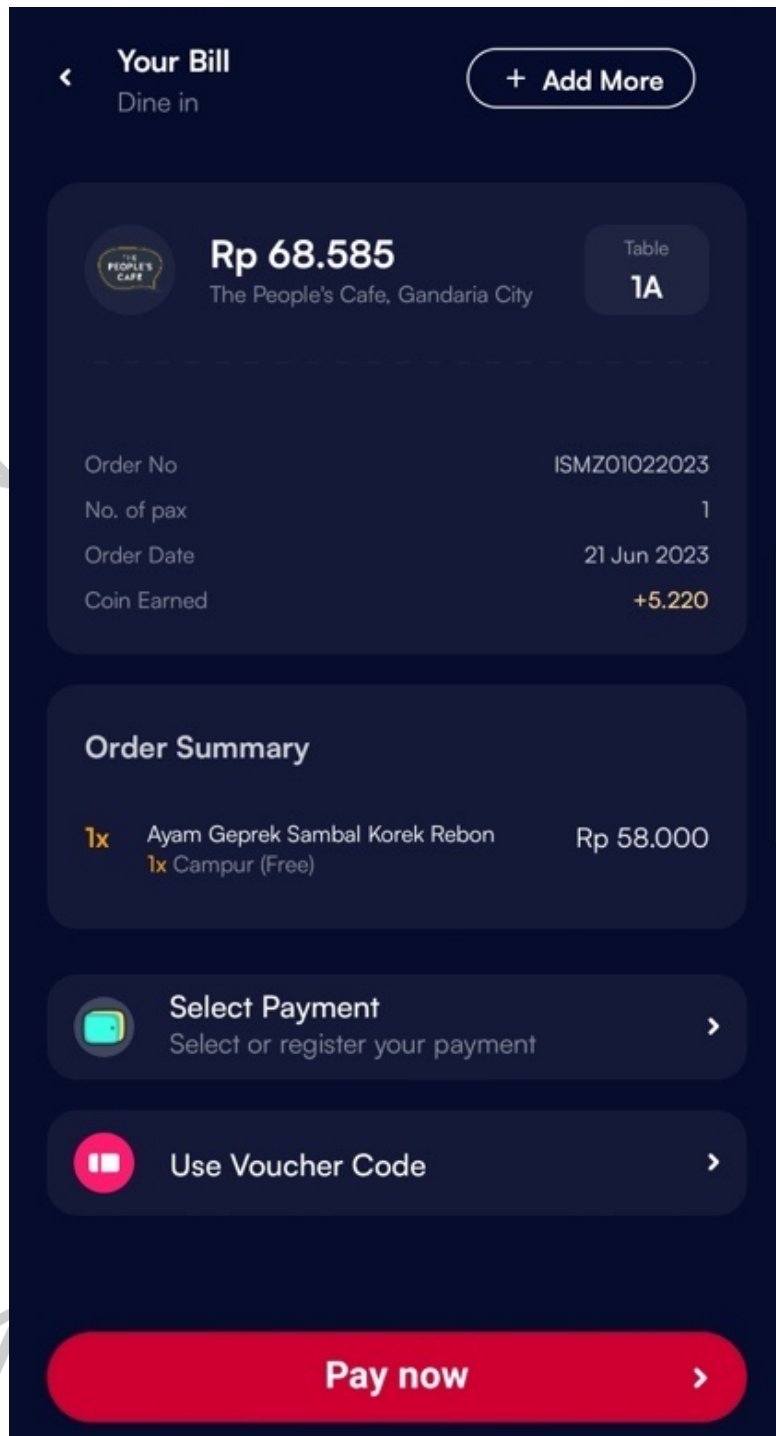 Your Bill
Dine in
+ Add More
THE
PEOPLE'S
CAFE
Rp 68.585
The People's Cafe, Gandaria City
Table
1A
Order No ISMZ01022023
No. of pax 1
Order Date 21 Jun 2023
Coin Earned +5.220
Order Summary
1x Ayam Geprek Sambal Korek Rebon Rp 58.000
1x Campur (Free)
Select Payment
Select or register your payment
Use Voucher Code
Pay now